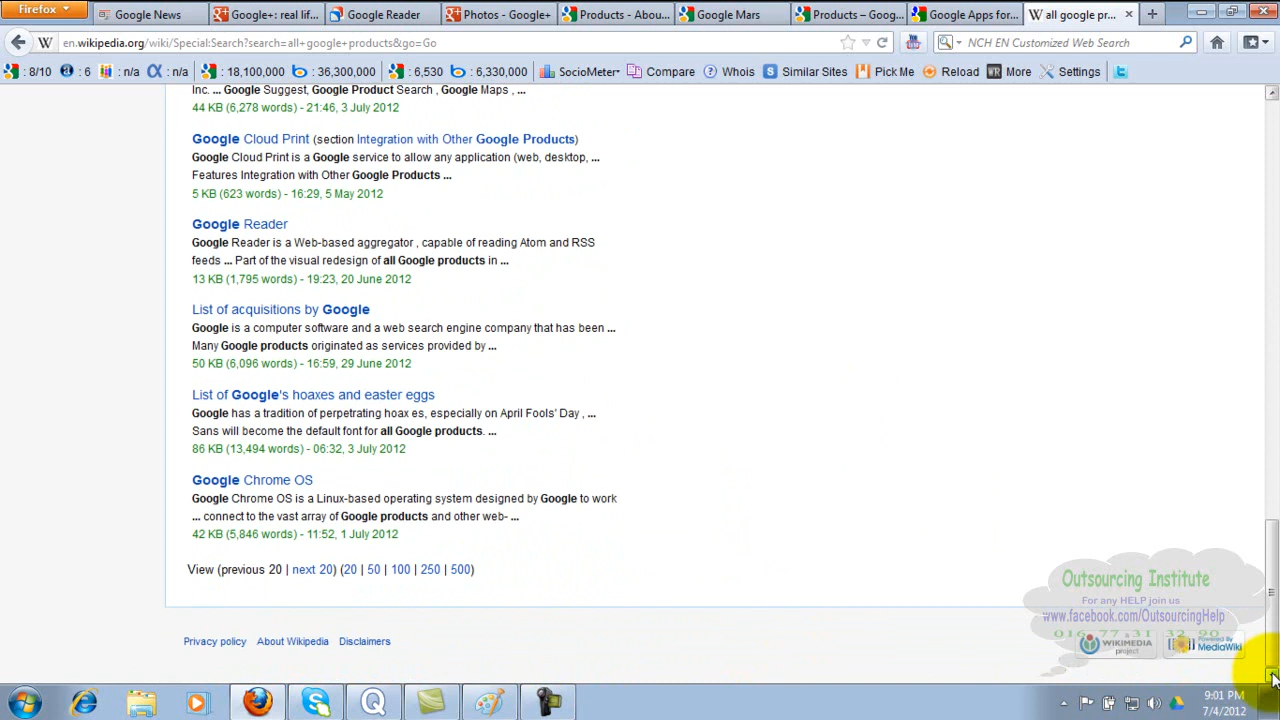 Firefox
Google News
Google+: real lif...
Google Reader
Photos - Google+
Products - Abou...
Google Mars
Products – Goog...
Google Apps for...
all google pr...
en.wikipedia.org/wiki/Special:Search?search=all+google+products&go=Go
NCH EN Customized Web Search
: 8/10
: 6
: n/a
: n/a
: 18,100,000
: 36,300,000
: 6,530
: 6,330,000
SocioMeter
Compare
Whois
Similar Sites
Pick Me
Reload
More
Settings
Inc. ... Google Suggest, Google Product Search , Google Maps , ...
44 KB (6,278 words) - 21:46, 3 July 2012
Google Cloud Print (section Integration with Other Google Products)
Google Cloud Print is a Google service to allow any application (web, desktop, ...
Features Integration with Other Google Products ...
5 KB (623 words) - 16:29, 5 May 2012
Google Reader
Google Reader is a Web-based aggregator , capable of reading Atom and RSS
feeds ... Part of the visual redesign of all Google products in ...
13 KB (1,795 words) - 19:23, 20 June 2012
List of acquisitions by Google
Google is a computer software and a web search engine company that has been ...
Many Google products originated as services provided by ...
50 KB (6,096 words) - 16:59, 29 June 2012
List of Google's hoaxes and easter eggs
Google has a tradition of perpetrating hoax es, especially on April Fools' Day , ...
Sans will become the default font for all Google products. ...
86 KB (13,494 words) - 06:32, 3 July 2012
Google Chrome OS
Google Chrome OS is a Linux-based operating system designed by Google to work
... connect to the vast array of Google products and other web- ...
42 KB (5,846 words) - 11:52, 1 July 2012
View (previous 20 | next 20) (20 | 50 | 100 | 250 | 500)
Outsourcing Institute
For any HELP join us
www.facebook.com/OutsourcingHelp
Privacy policy
About Wikipedia
Disclaimers
WIKIMEDIA
project
Powered By
MediaWiki
9:01 PM
7/4/2012